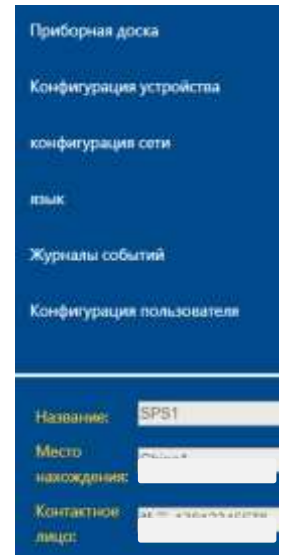 Приборная доска
Конфигурация устройства
конфигурация сети
язык
Журналы событий
Конфигурация пользователя
Название: SPS1
Место
нахождения:
Контактное
лицо: